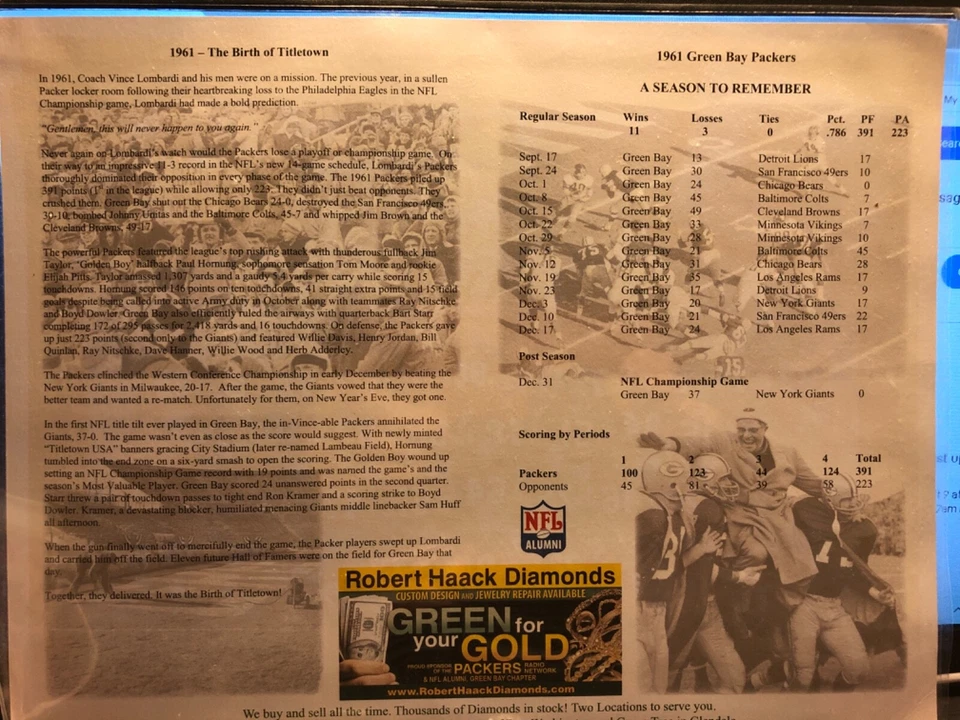 1961 – The Birth of Titletown
In 1961, Coach Vince Lombardi and his men were on a mission. The previous year, in a sullen
Packer locker room following their heartbreaking loss to the Philadelphia Eagles in the NFL
Championship game, Lombardi had made a bold prediction.
"Gentlemen, this will never happen to you again."
Never again on Lombardi's watch would the Packers lose a playoff or championship game. On
their way to an impressive 11-3 record in the NFL's new 14-game schedule, Lombardi's Packers
thoroughly dominated their opposition in every phase of the game. The 1961 Packers piled up
391 points (1st in the league) while allowing only 223. They didn't just beat opponents. They
crushed them. Green Bay shut out the Chicago Bears 24-0, destroyed the San Francisco 49ers,
30-10, bombed Johnny Unitas and the Baltimore Colts, 45-7 and whipped Jim Brown and the
Cleveland Browns, 49-17.
The powerful Packers featured the league's top rushing attack with thunderous fullback Jim
Taylor, "Golden Boy" halfback Paul Hornung, sophomore sensation Tom Moore and rookie
Elijah Pitts. Taylor amassed 1,307 yards and a gaudy 5.4 yards per carry while scoring 15
touchdowns. Hornung scored 146 points on ten touchdowns, 41 straight extra points and 15 field
goals despite being called into active Army duty in October along with teammates Ray Nitschke
and Boyd Dowler. Green Bay also efficiently ruled the airways with quarterback Bart Starr
completing 172 of 295 passes for 2,418 yards and 16 touchdowns. On defense, the Packers gave
up just 223 points (second only to the Giants) and featured Willie Davis, Henry Jordan, Bill
Quinlan, Ray Nitschke, Dave Hanner, Willie Wood and Herb Adderley.
The Packers clinched the Western Conference Championship in early December by beating the
New York Giants in Milwaukee, 20-17. After the game, the Giants vowed that they were the
better team and wanted a re-match. Unfortunately for them, on New Year's Eve, they got one.
In the first NFL title tilt ever played in Green Bay, the in-Vince-able Packers annihilated the
Giants, 37-0. The game wasn't even as close as the score would suggest. With newly minted
"Titletown USA" banners gracing City Stadium (later re-named Lambeau Field), Hornung
tumbled into the end zone on a six-yard smash to open the scoring. The Golden Boy wound up
setting an NFL Championship Game record with 19 points and was named the game's and the
season's Most Valuable Player. Green Bay scored 24 unanswered points in the second quarter.
Starr threw a pair of touchdown passes to tight end Ron Kramer and a scoring strike to Boyd
Dowler. Kramer, a devastating blocker, humiliated menacing Giants middle linebacker Sam Huff
all afternoon.
When the gun finally went off to mercifully end the game, the Packer players swept up Lombardi
and carried him off the field. Eleven future Hall of Famers were on the field for Green Bay that
day.
Together, they delivered. It was the Birth of Titletown!
1961 Green Bay Packers
A SEASON TO REMEMBER
Regular Season Wins Losses Ties Pct. PF PA
11 3 0 .786 391 223
Sept. 17 Green Bay 13 Detroit Lions 17
Sept. 24 Green Bay 30 San Francisco 49ers 10
Oct. 1 Green Bay 24 Chicago Bears 0
Oct. 8 Green Bay 45 Baltimore Colts 7
Oct. 15 Green Bay 49 Cleveland Browns 17
Oct. 22 Green Bay 33 Minnesota Vikings 7
Oct. 29 Green Bay 28 Minnesota Vikings 10
Nov. 5 Green Bay 21 Baltimore Colts 45
Nov. 12 Green Bay 31 Chicago Bears 28
Nov. 19 Green Bay 35 Los Angeles Rams 17
Nov. 23 Green Bay 17 Detroit Lions 9
Dec. 3 Green Bay 20 New York Giants 17
Dec. 10 Green Bay 21 San Francisco 49ers 22
Dec. 17 Green Bay 24 Los Angeles Rams 17
Post Season
Dec. 31 NFL Championship Game
Green Bay 37 New York Giants 0
Scoring by Periods
1 2 3 4 Total
Packers 100 123 44 124 391
Opponents 45 81 39 58 223
NFL
ALUMNI
Robert Haack Diamonds
CUSTOM DESIGN AND JEWELRY REPAIR AVAILABLE
GREEN for
your GOLD
PROUD SPONSOR OF THE PACKERS RADIO NETWORK
& NFL ALUMNI, GREEN BAY CHAPTER
www.RobertHaackDiamonds.com
We buy and sell all the time. Thousands of Diamonds in stock! Two Locations to serve you.